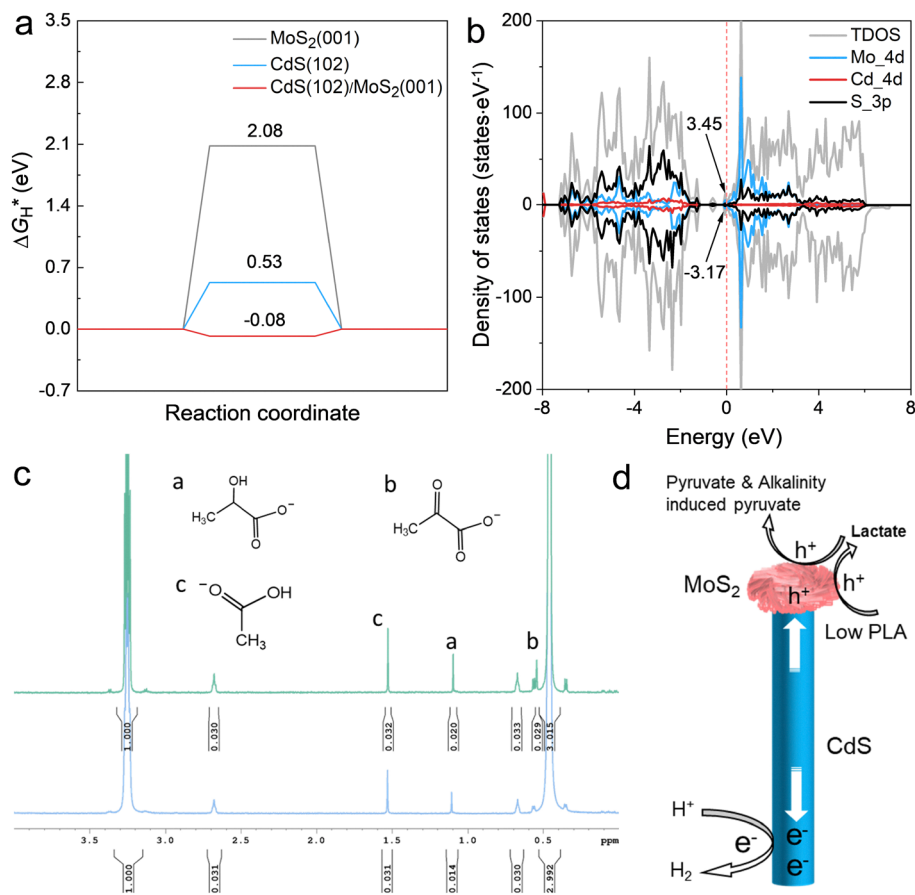 a
3.5
2.8
2.1
1.4
0.7
0.0
-0.7
ΔG_H* (eV)
MoS₂(001)
CdS(102)
CdS(102)/MoS₂(001)
2.08
0.53
-0.08
Reaction coordinate
b
200
100
0
-100
-200
Density of states (states·eV⁻¹)
TDOS
Mo_4d
Cd_4d
S_3p
3.45
-3.17
-8
-4
0
4
8
Energy (eV)
c
a
OH
H₃C
O⁻
O
b
O
H₃C
O⁻
O
c
⁻O
OH
CH₃
c
a
b
1.000
0.030
0.032
0.020
0.033
0.029
3.015
3.5
3.0
2.5
2.0
1.5
1.0
0.5
ppm
1.000
0.031
0.031
0.014
0.030
2.992
d
Pyruvate & Alkalinity
induced pyruvate
Lactate
h⁺
MoS₂
h⁺
h⁺
Low PLA
CdS
H⁺
e⁻
e⁻
e⁻
H₂